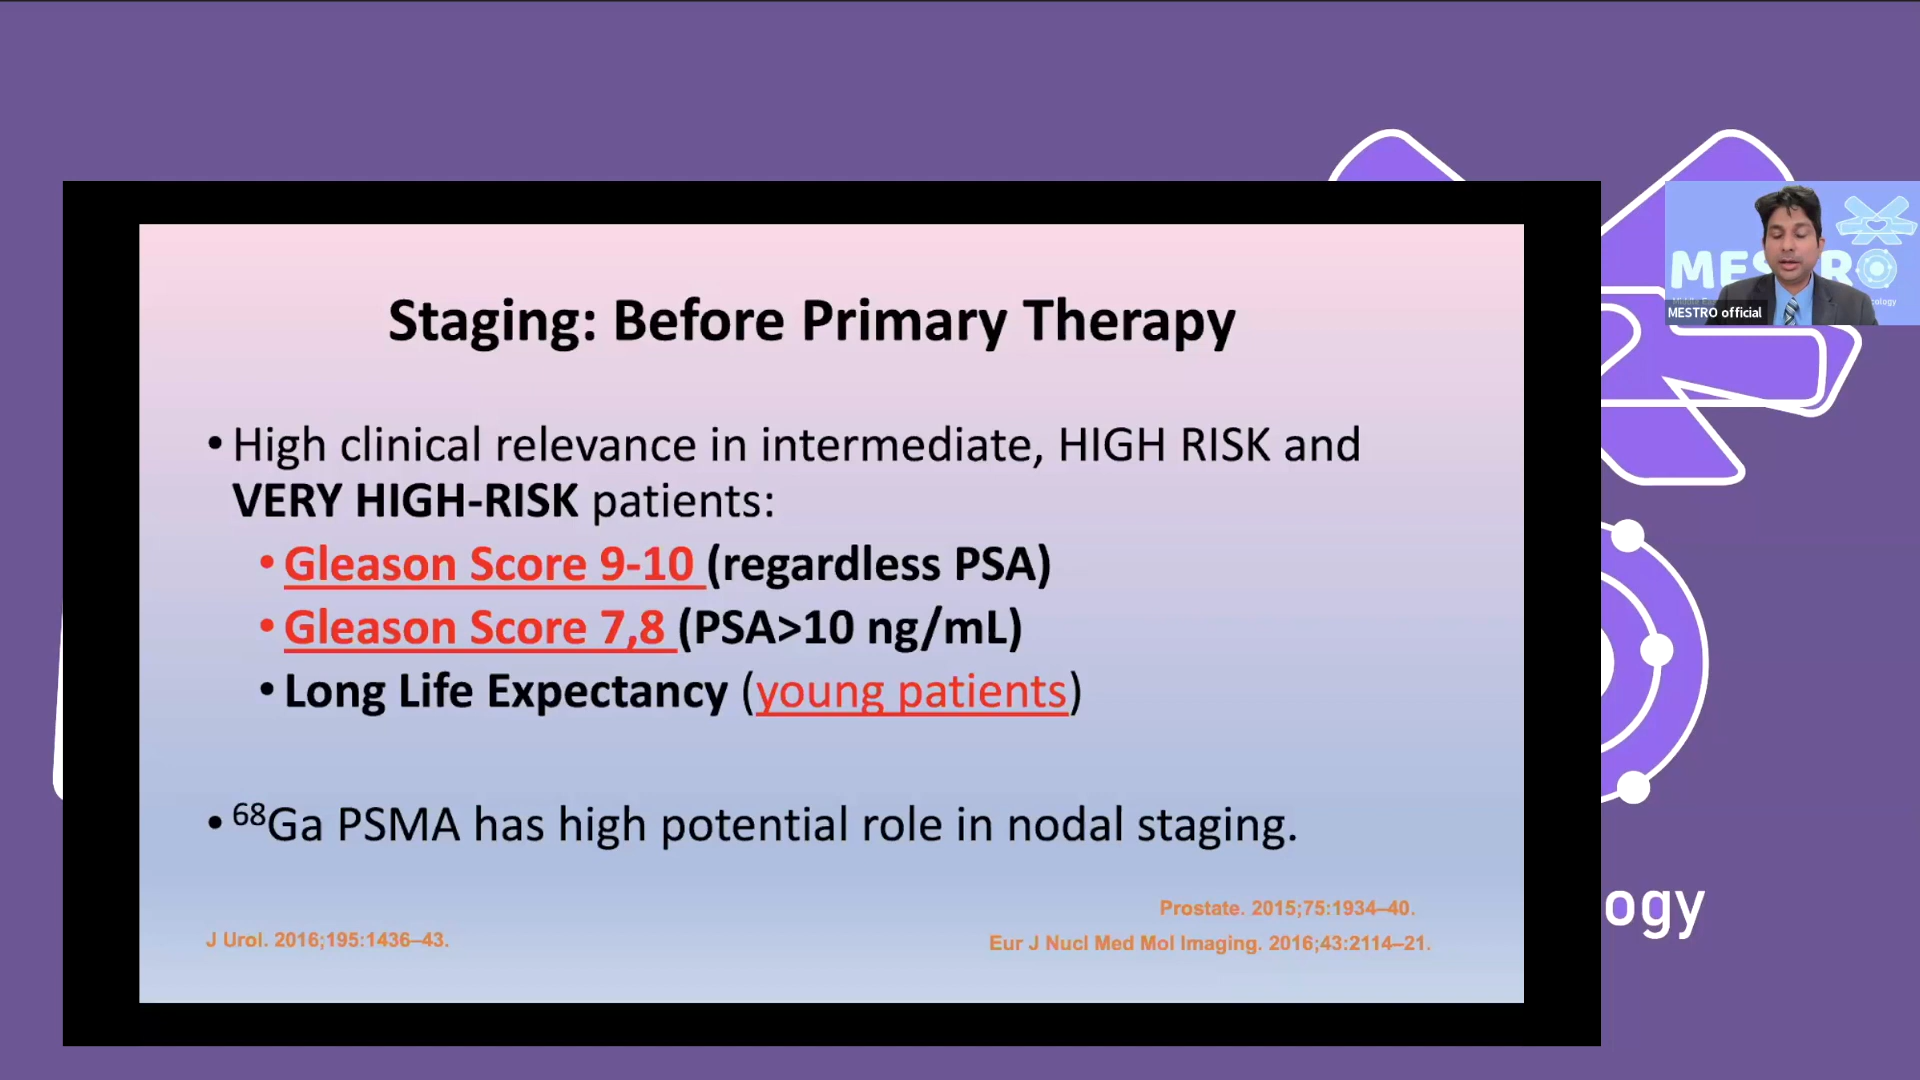 Staging: Before Primary Therapy
• High clinical relevance in intermediate, HIGH RISK and
VERY HIGH-RISK patients:
• Gleason Score 9-10 (regardless PSA)
• Gleason Score 7,8 (PSA>10 ng/mL)
• Long Life Expectancy (young patients)
• ⁶⁸Ga PSMA has high potential role in nodal staging.
Prostate. 2015;75:1934–40.
J Urol. 2016;195:1436–43.
Eur J Nucl Med Mol Imaging. 2016;43:2114–21.
MESTRO official
ogy